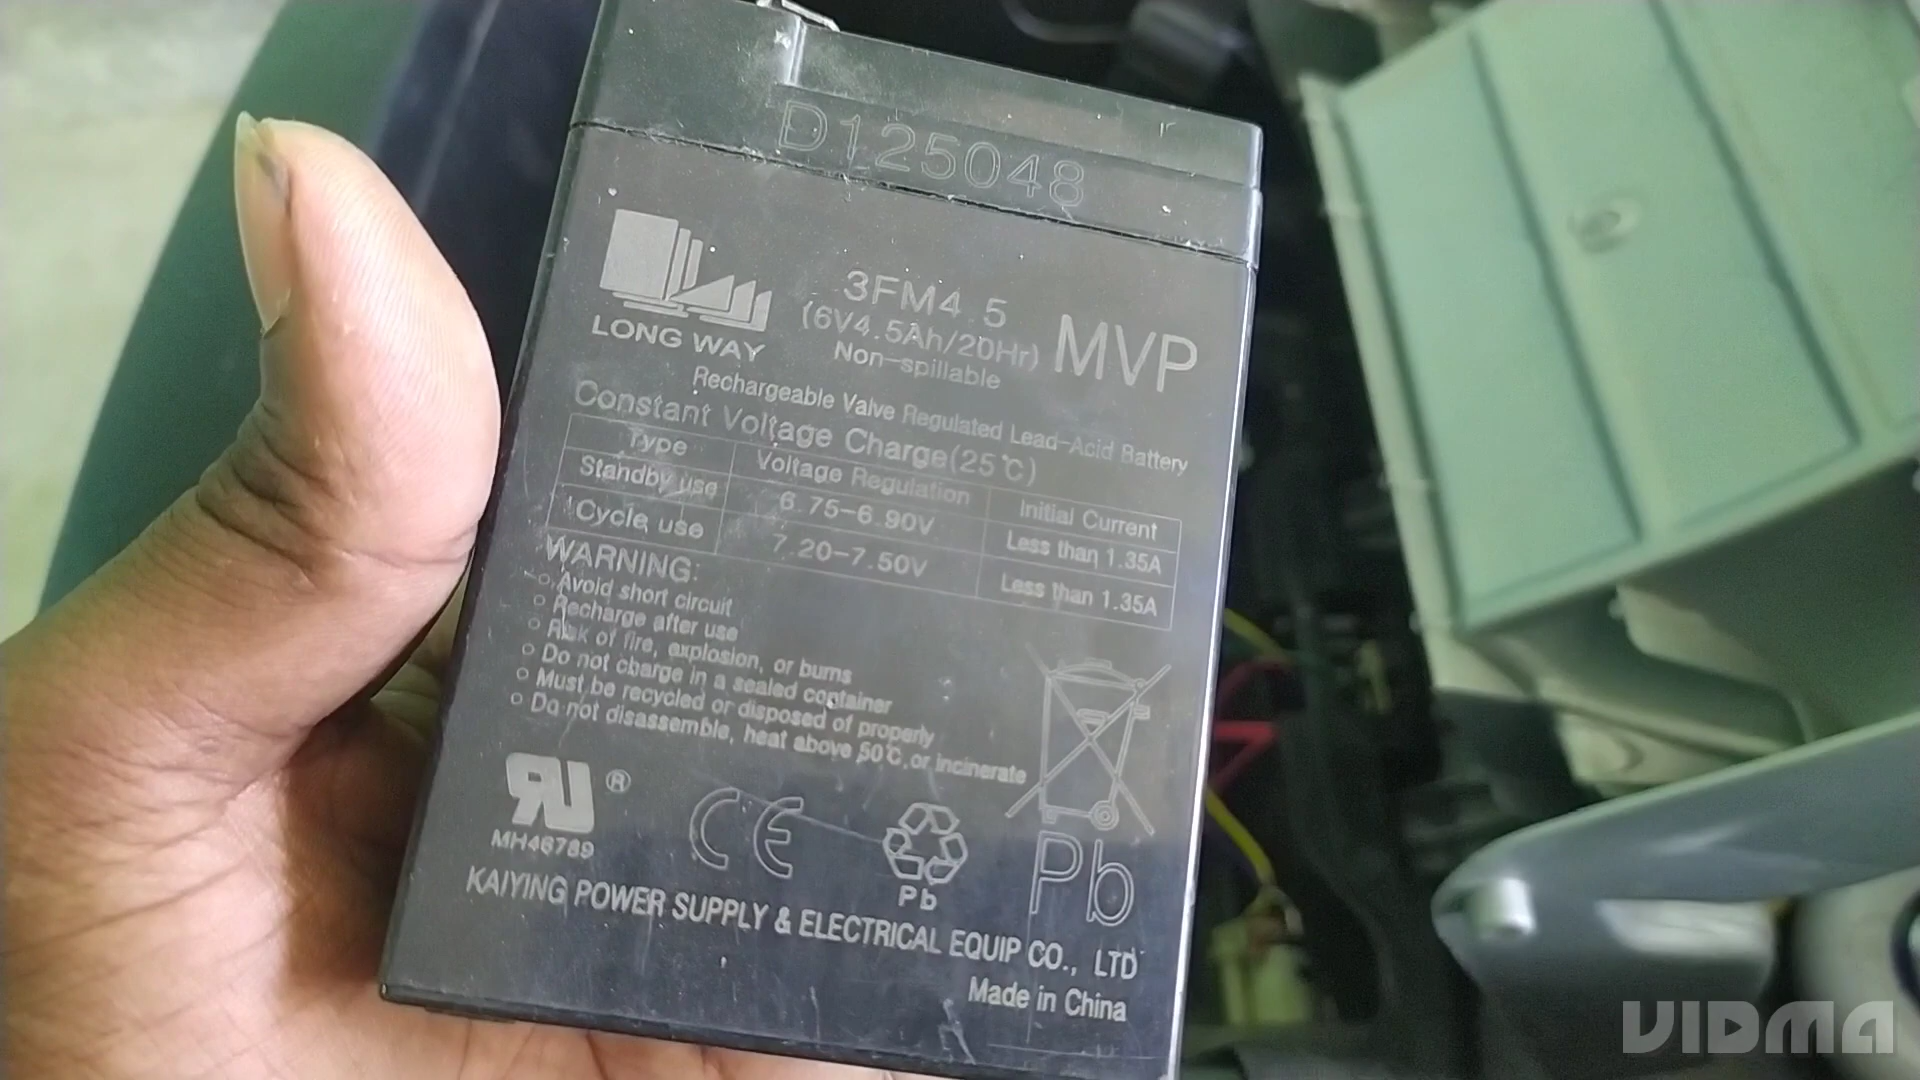 D125048
LONG WAY
3FM4.5
(6V4.5Ah/20Hr)
Non-spillable
MVP
Rechargeable Valve Regulated Lead-Acid Battery
Constant Voltage Charge(25℃)
Type Voltage Regulation Initial Current
Standby use 6.75-6.90V Less than 1.35A
Cycle use 7.20-7.50V Less than 1.35A
WARNING:
○ Avoid short circuit
○ Recharge after use
○ Risk of fire, explosion, or burns
○ Do not charge in a sealed container
○ Must be recycled or disposed of properly
○ Do not disassemble, heat above 50℃, or incinerate
RU ®
MH46789
CE
Pb
Pb
KAIYING POWER SUPPLY & ELECTRICAL EQUIP CO., LTD
Made in China
VIDMA